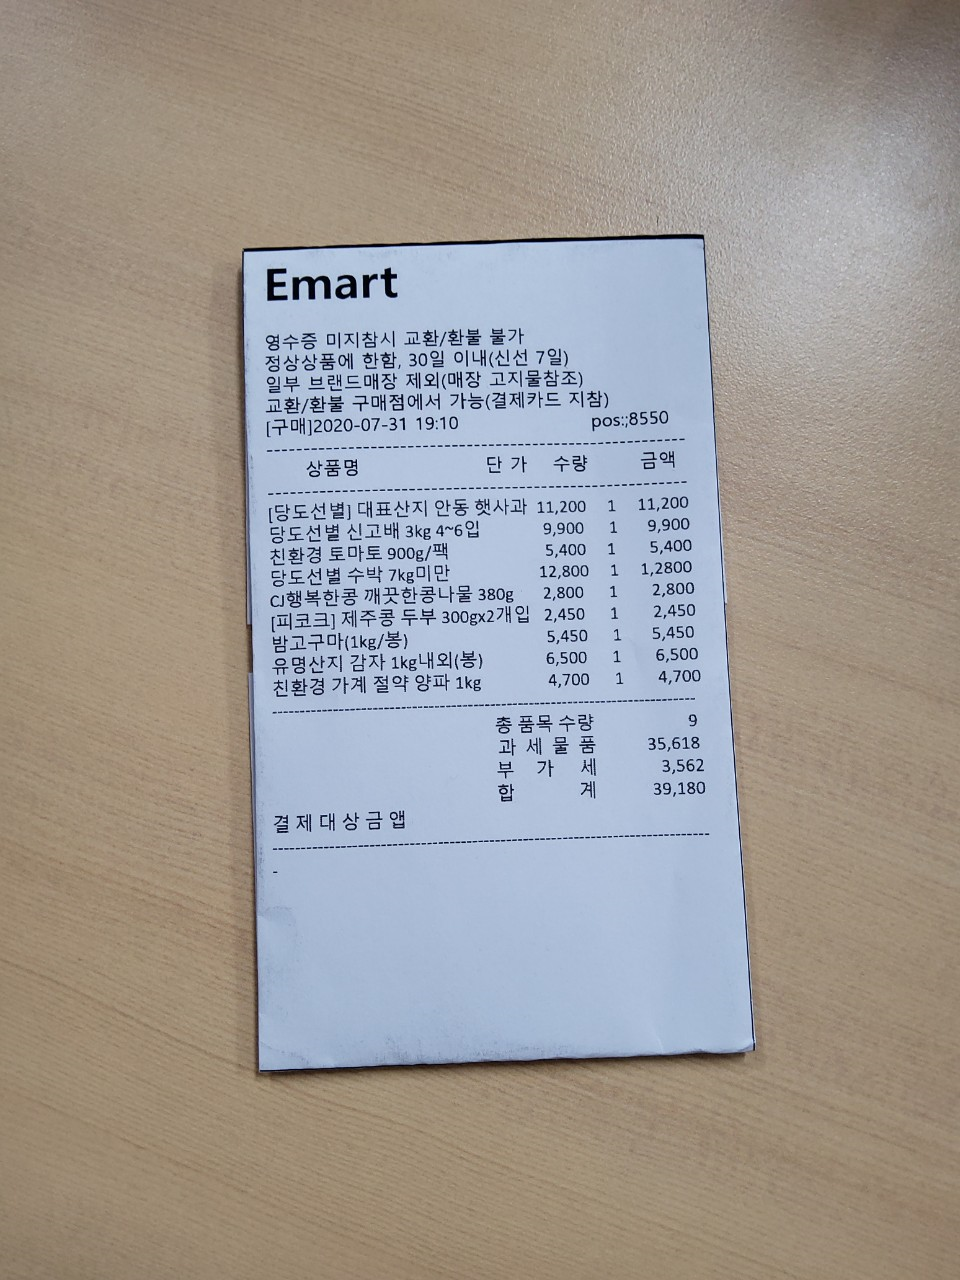 Emart
영수증 미지참시 교환/환불 불가
정상상품에 한함, 30일 이내(신선 7일)
일부 브랜드매장 제외(매장 고지물참조)
교환/환불 구매점에서 가능(결제카드 지참)
[구매]2020-07-31 19:10 pos:;8550
--------------------------------------------
상품명 단 가 수량 금액
--------------------------------------------
[당도선별] 대표산지 안동 햇사과 11,200 1 11,200
당도선별 신고배 3kg 4~6입 9,900 1 9,900
친환경 토마토 900g/팩 5,400 1 5,400
당도선별 수박 7kg미만 12,800 1 1,2800
CJ행복한콩 깨끗한콩나물 380g 2,800 1 2,800
[피코크] 제주콩 두부 300gx2개입 2,450 1 2,450
밤고구마(1kg/봉) 5,450 1 5,450
유명산지 감자 1kg내외(봉) 6,500 1 6,500
친환경 가계 절약 양파 1kg 4,700 1 4,700
--------------------------------------------
총 품목 수량 9
과 세 물 품 35,618
부 가 세 3,562
합 계 39,180
결 제 대 상 금 앱
--------------------------------------------
-